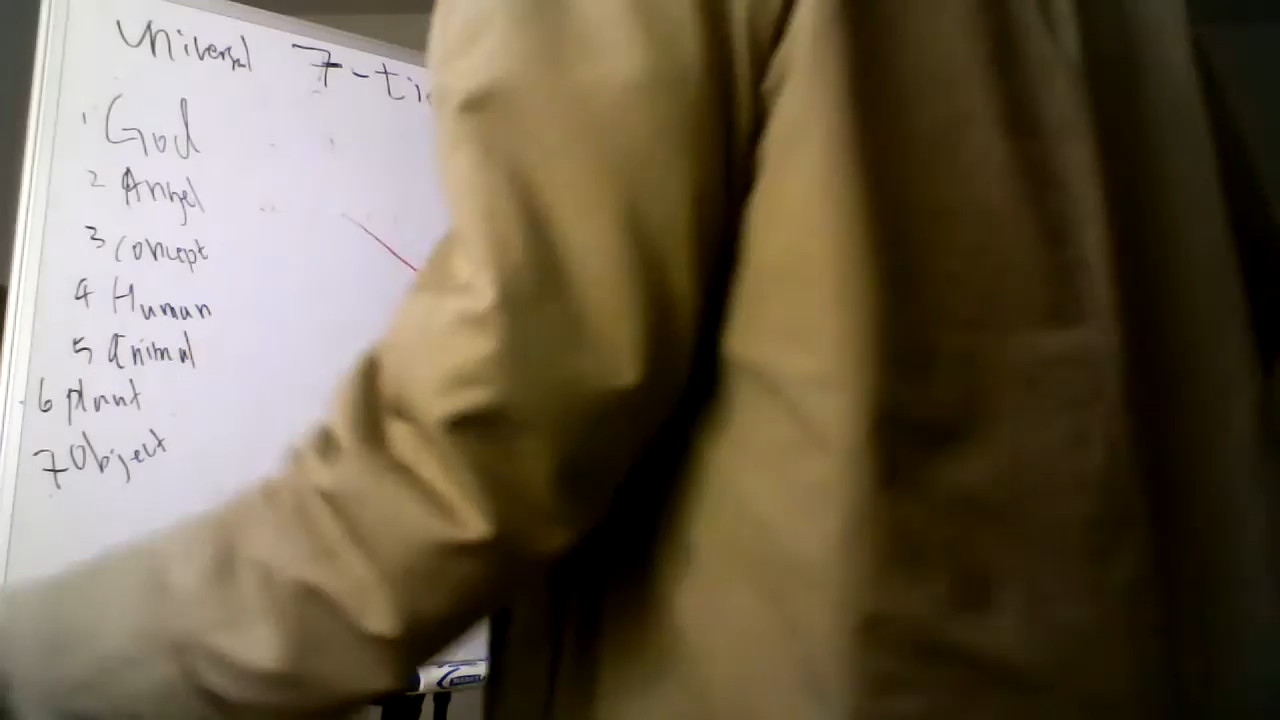 Universal 7-ti
1 God
2 Angel
3 concept
4 Human
5 Animal
6 plant
7 Object